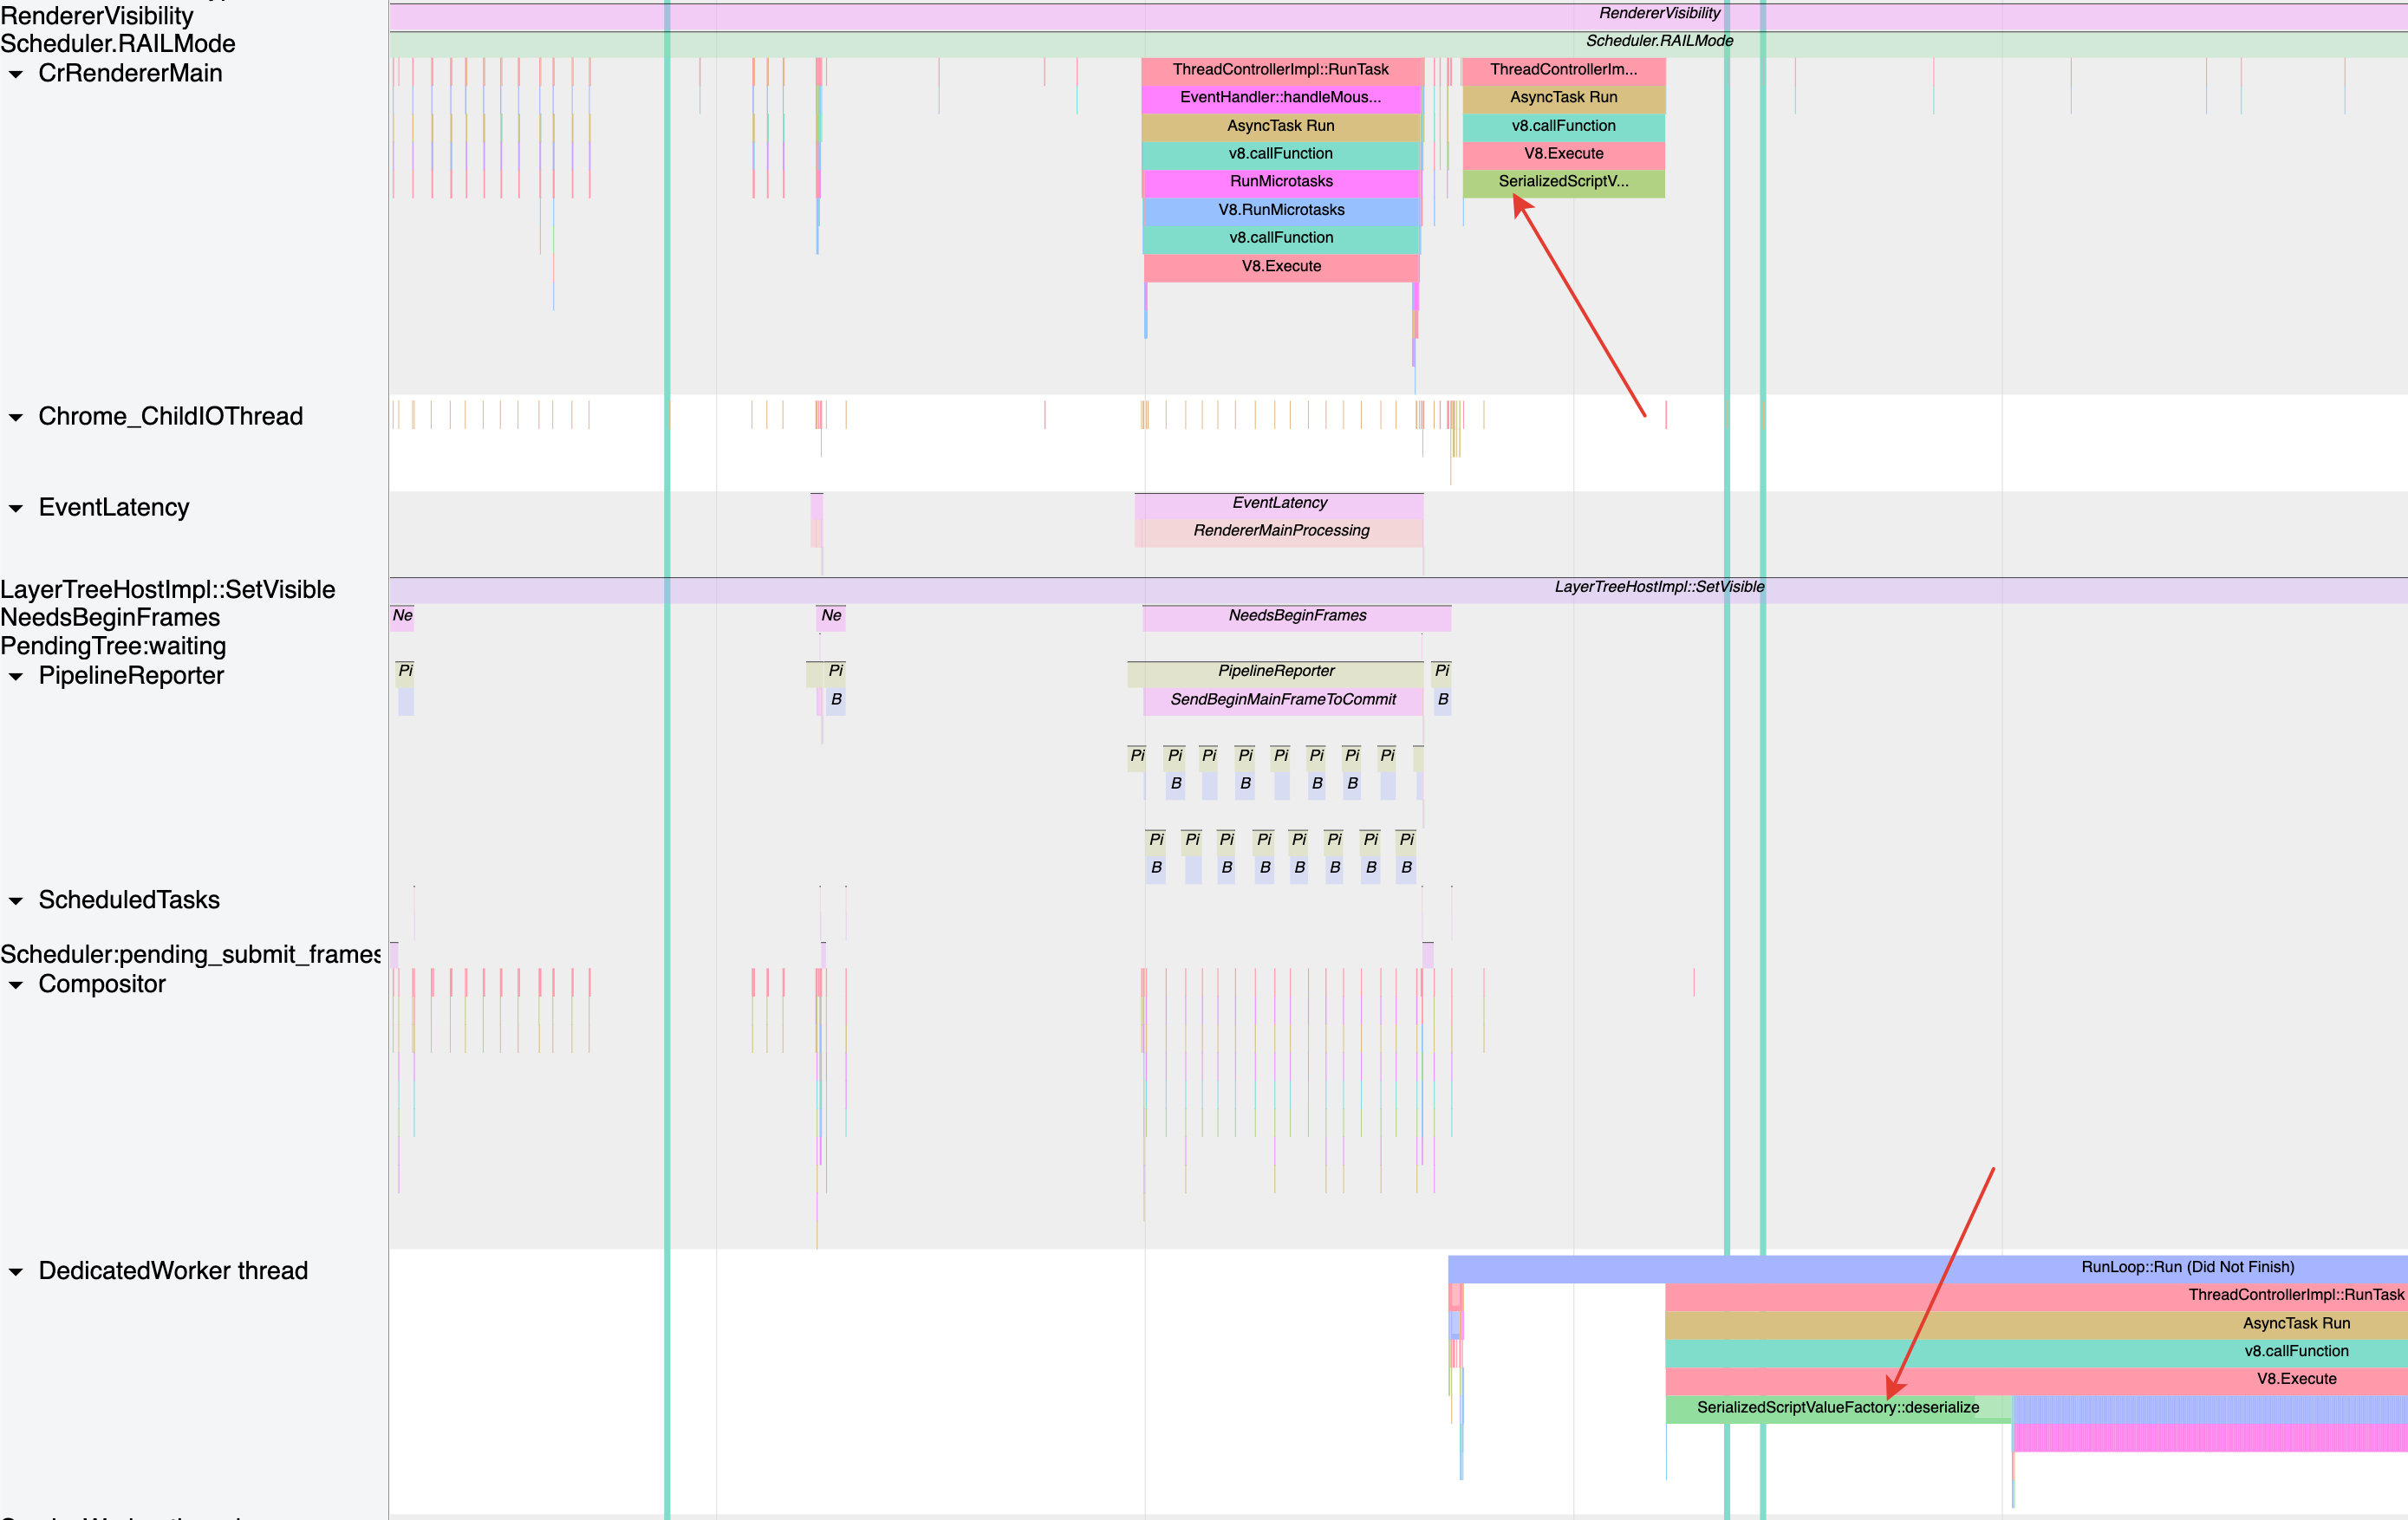 RendererVisibility RendererVisibility
Scheduler.RAILMode Scheduler.RAILMode
CrRendererMain ThreadControllerImpl::RunTask ThreadControllerIm...
EventHandler::handleMous... AsyncTask Run
AsyncTask Run v8.callFunction
v8.callFunction V8.Execute
RunMicrotasks SerializedScriptV...
V8.RunMicrotasks
v8.callFunction
V8.Execute
Chrome_ChildIOThread
EventLatency EventLatency
RendererMainProcessing
LayerTreeHostImpl::SetVisible LayerTreeHostImpl::SetVisible
NeedsBeginFrames Ne Ne NeedsBeginFrames
PendingTree:waiting
PipelineReporter Pi Pi PipelineReporter Pi
B SendBeginMainFrameToCommit B
Pi Pi Pi Pi Pi Pi Pi Pi
B B B B
Pi Pi Pi Pi Pi Pi Pi Pi
B B B B B B B
ScheduledTasks
Scheduler:pending_submit_frames
Compositor
DedicatedWorker thread RunLoop::Run (Did Not Finish)
ThreadControllerImpl::RunTask
AsyncTask Run
v8.callFunction
V8.Execute
SerializedScriptValueFactory::deserialize